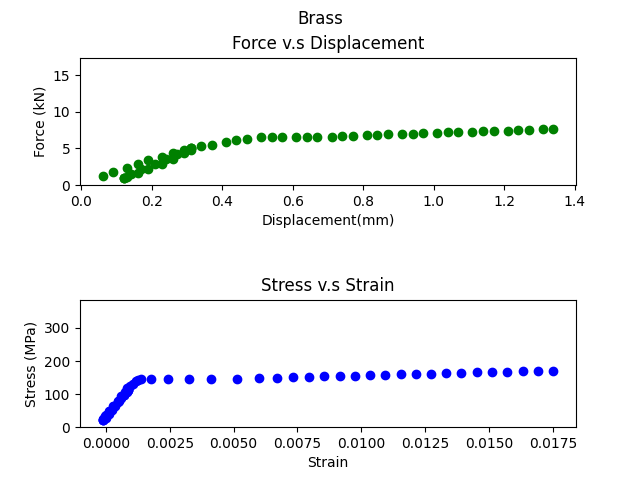 Brass
Force v.s Displacement
15
10
5
0
Force (kN)
0.0 0.2 0.4 0.6 0.8 1.0 1.2 1.4
Displacement(mm)
Stress v.s Strain
300
200
100
0
Stress (MPa)
0.0000 0.0025 0.0050 0.0075 0.0100 0.0125 0.0150 0.0175
Strain